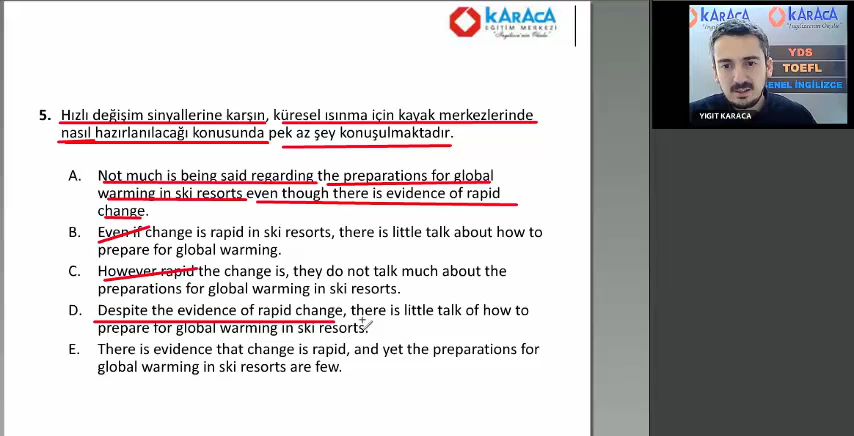 KARACA
EĞİTİM MERKEZİ
"İngilizce'nin Okulu"
5. Hızlı değişim sinyallerine karşın, küresel ısınma için kayak merkezlerinde
nasıl hazırlanılacağı konusunda pek az şey konuşulmaktadır.
A. Not much is being said regarding the preparations for global
warming in ski resorts even though there is evidence of rapid
change.
B. Even if change is rapid in ski resorts, there is little talk about how to
prepare for global warming.
C. However rapid the change is, they do not talk much about the
preparations for global warming in ski resorts.
D. Despite the evidence of rapid change, there is little talk of how to
prepare for global warming in ski resorts.
E. There is evidence that change is rapid, and yet the preparations for
global warming in ski resorts are few.
KARACA
KARACA
YDS
TOEFL
ENEL İNGİLİZCE
YIGIT KARACA